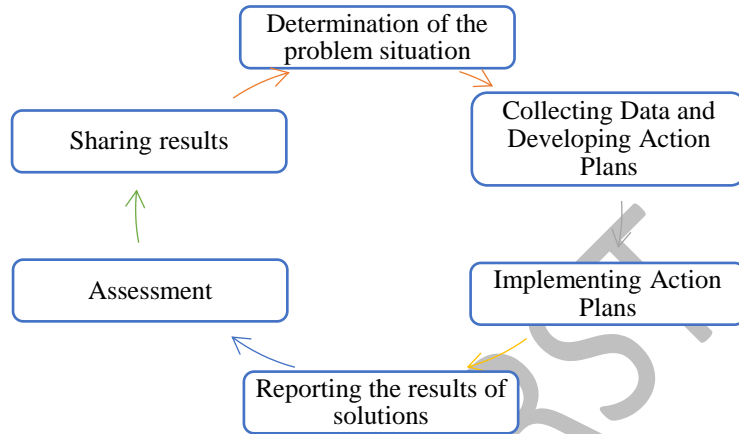 Determination of the
problem situation
Collecting Data and
Developing Action
Plans
Implementing Action
Plans
Reporting the results of
solutions
Assessment
Sharing results
RST